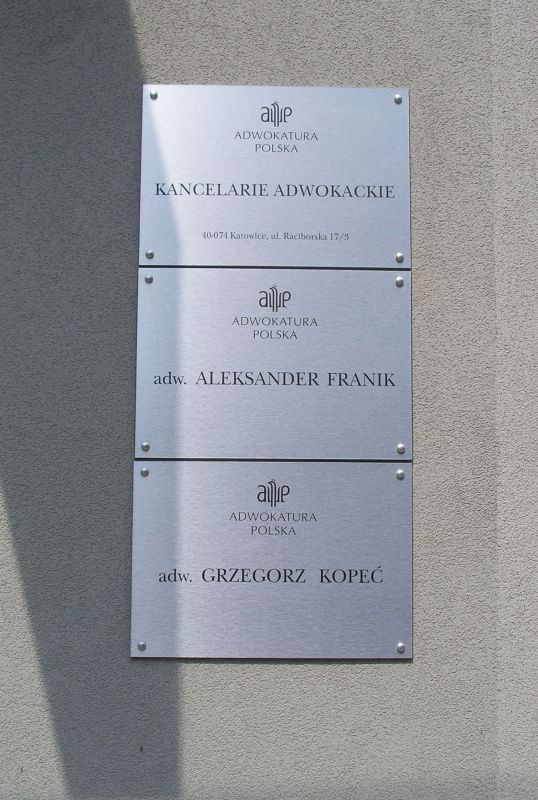 ADWOKATURA
POLSKA
KANCELARIE ADWOKACKIE
40-074 Katowice, ul. Raciborska 17/3
ADWOKATURA
POLSKA
adw. ALEKSANDER FRANIK
ADWOKATURA
POLSKA
adw. GRZEGORZ KOPEĆ